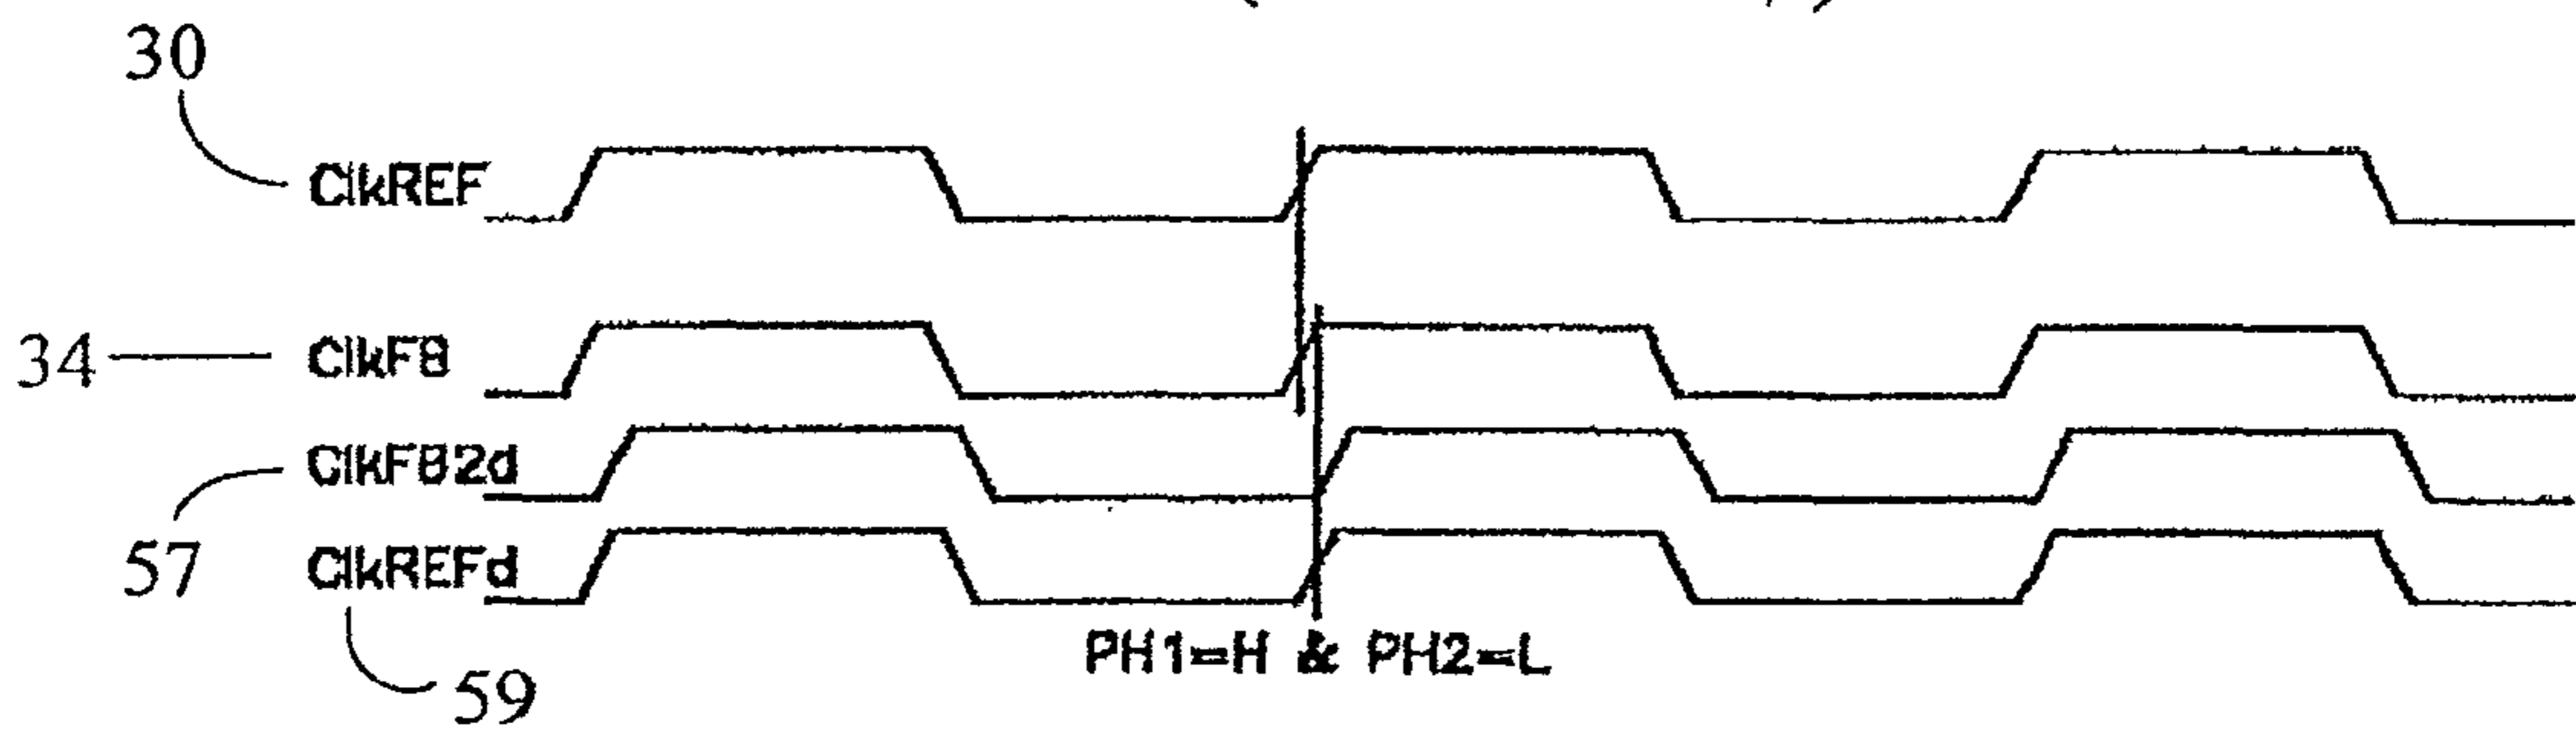 30
ClkREF
34
ClkFB
ClkFB2d
57
ClkREFd
59
PH1=H & PH2=L